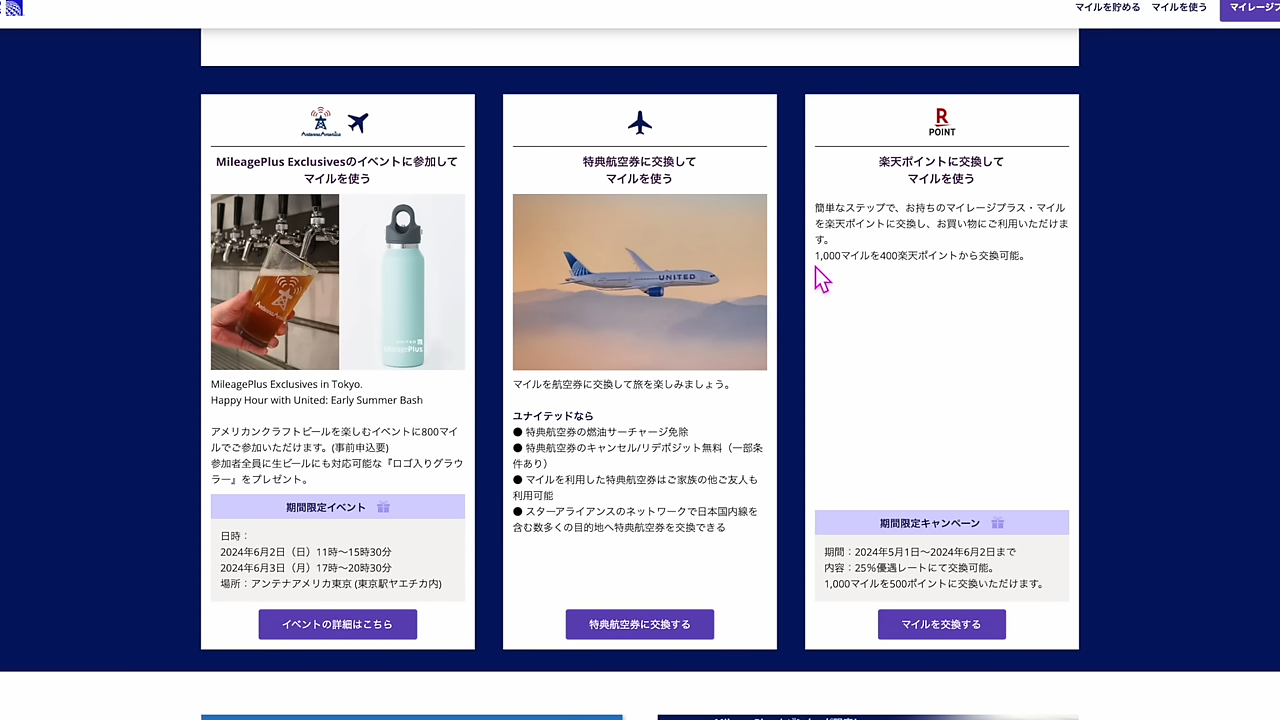 マイルを貯める マイルを使う マイレージプ
AntennaAmerica
MileagePlus Exclusivesのイベントに参加して
マイルを使う
MileagePlus
MileagePlus Exclusives in Tokyo.
Happy Hour with United: Early Summer Bash
アメリカンクラフトビールを楽しむイベントに800マイ
ルでご参加いただけます。(事前申込要)
参加者全員に生ビールにも対応可能な『ロゴ入りグラウ
ラー』をプレゼント。
期間限定イベント
日時：
2024年6月2日（日）11時〜15時30分
2024年6月3日（月）17時〜20時30分
場所：アンテナアメリカ東京 (東京駅ヤエチカ内)
イベントの詳細はこちら
特典航空券に交換して
マイルを使う
UNITED
マイルを航空券に交換して旅を楽しみましょう。
ユナイテッドなら
● 特典航空券の燃油サーチャージ免除
● 特典航空券のキャンセル/リデポジット無料（一部条
件あり）
● マイルを利用した特典航空券はご家族の他ご友人も
利用可能
● スターアライアンスのネットワークで日本国内線を
含む数多くの目的地へ特典航空券を交換できる
特典航空券に交換する
R
POINT
楽天ポイントに交換して
マイルを使う
簡単なステップで、お持ちのマイレージプラス・マイル
を楽天ポイントに交換し、お買い物にご利用いただけま
す。
1,000マイルを400楽天ポイントから交換可能。
期間限定キャンペーン
期間：2024年5月1日〜2024年6月2日まで
内容：25%優遇レートにて交換可能。
1,000マイルを500ポイントに交換いただけます。
マイルを交換する